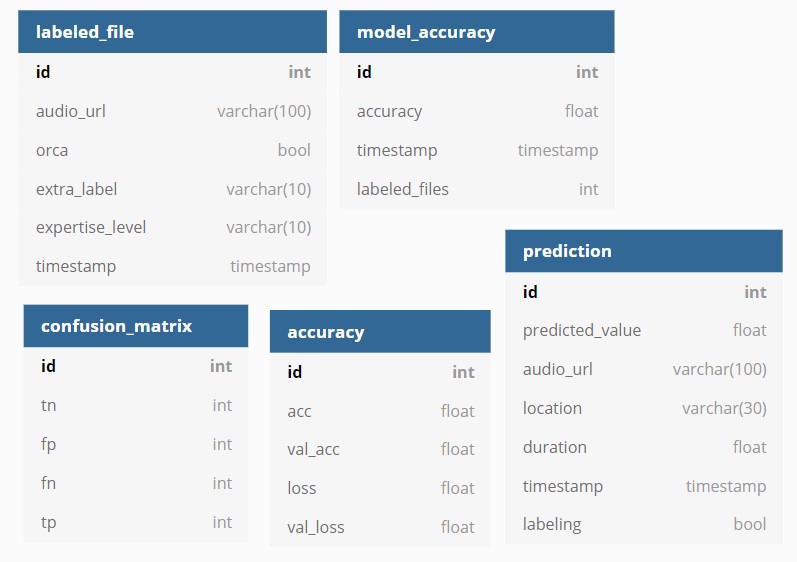 labeled_file
id int
audio_url varchar(100)
orca bool
extra_label varchar(10)
expertise_level varchar(10)
timestamp timestamp
model_accuracy
id int
accuracy float
timestamp timestamp
labeled_files int
confusion_matrix
id int
tn int
fp int
fn int
tp int
accuracy
id int
acc float
val_acc float
loss float
val_loss float
prediction
id int
predicted_value float
audio_url varchar(100)
location varchar(30)
duration float
timestamp timestamp
labeling bool